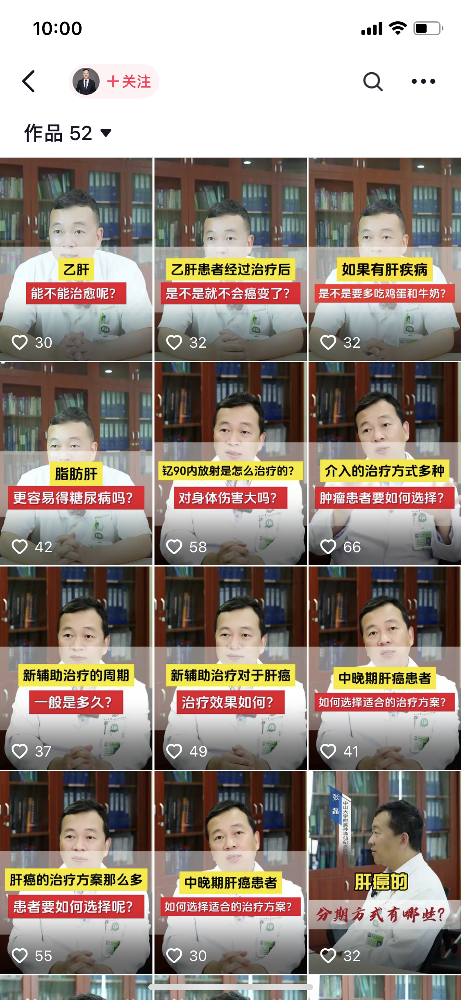 10:00
关注
作品 52
乙肝
能不能治愈呢？
30
乙肝患者经过治疗后
是不是就不会癌变了？
32
如果有肝疾病
是不是要多吃鸡蛋和牛奶？
32
脂肪肝
更容易得糖尿病吗？
42
钇90内放射是怎么治疗的？
对身体伤害大吗？
58
介入的治疗方式多种
肿瘤患者要如何选择？
66
新辅助治疗的周期
一般是多久？
37
新辅助治疗对于肝癌
治疗效果如何？
49
中晚期肝癌患者
如何选择适合的治疗方案？
41
肝癌的治疗方案那么多
患者要如何选择呢？
55
中晚期肝癌患者
如何选择适合的治疗方案？
30
张磊
中山大学附属孙逸仙纪念医院
肝癌的
分期方式有哪些？
32